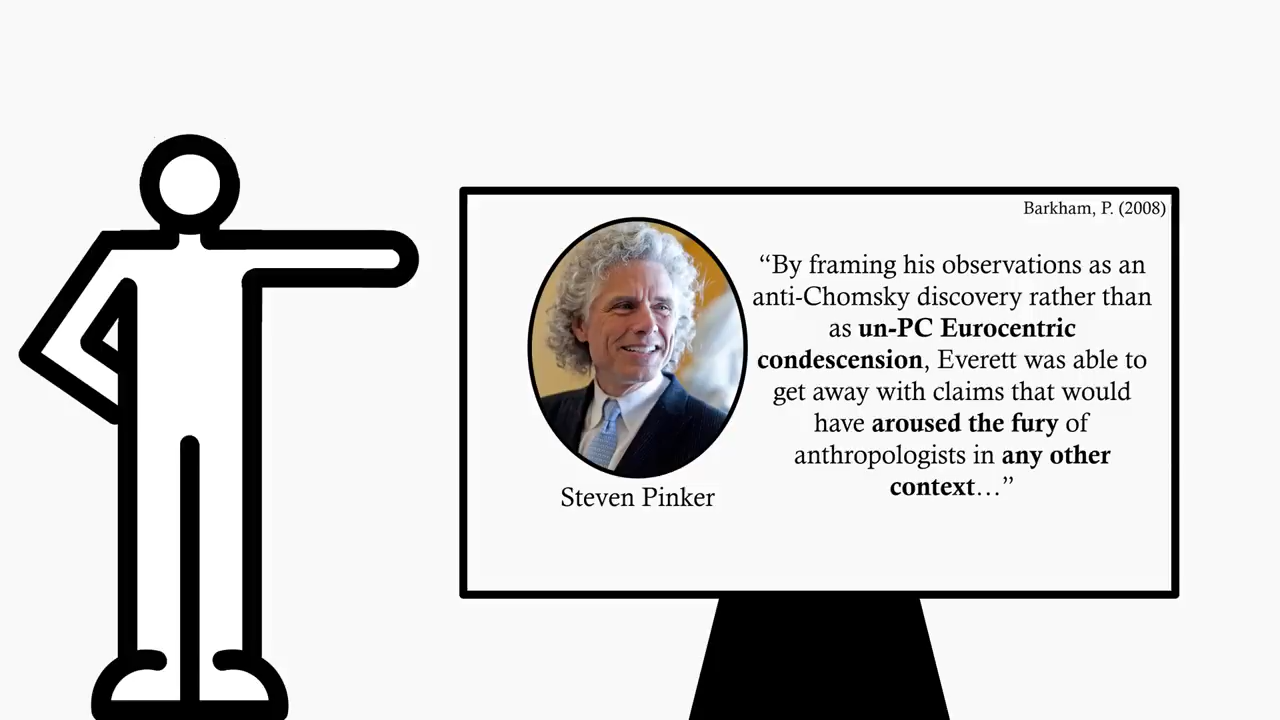 Barkham, P. (2008)
“By framing his observations as an
anti-Chomsky discovery rather than
as un-PC Eurocentric
condescension, Everett was able to
get away with claims that would
have aroused the fury of
anthropologists in any other
context…”
Steven Pinker